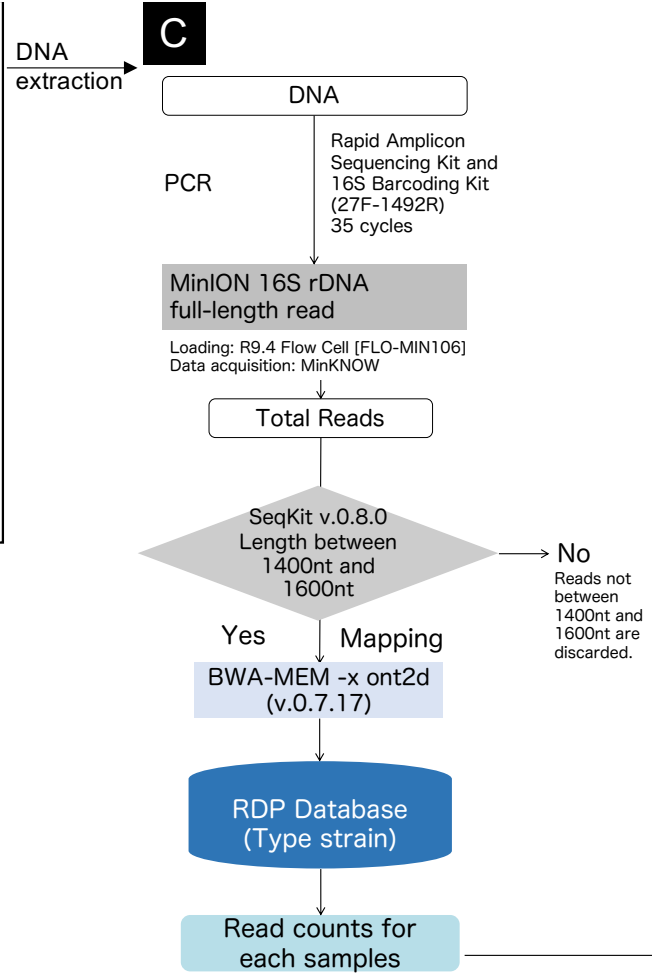 DNA
extraction
C
DNA
PCR
Rapid Amplicon
Sequencing Kit and
16S Barcoding Kit
(27F-1492R)
35 cycles
MinION 16S rDNA
full-length read
Loading: R9.4 Flow Cell [FLO-MIN106]
Data acquisition: MinKNOW
Total Reads
SeqKit v.0.8.0
Length between
1400nt and
1600nt
No
Reads not
between
1400nt and
1600nt are
discarded.
Yes
Mapping
BWA-MEM -x ont2d
(v.0.7.17)
RDP Database
(Type strain)
Read counts for
each samples